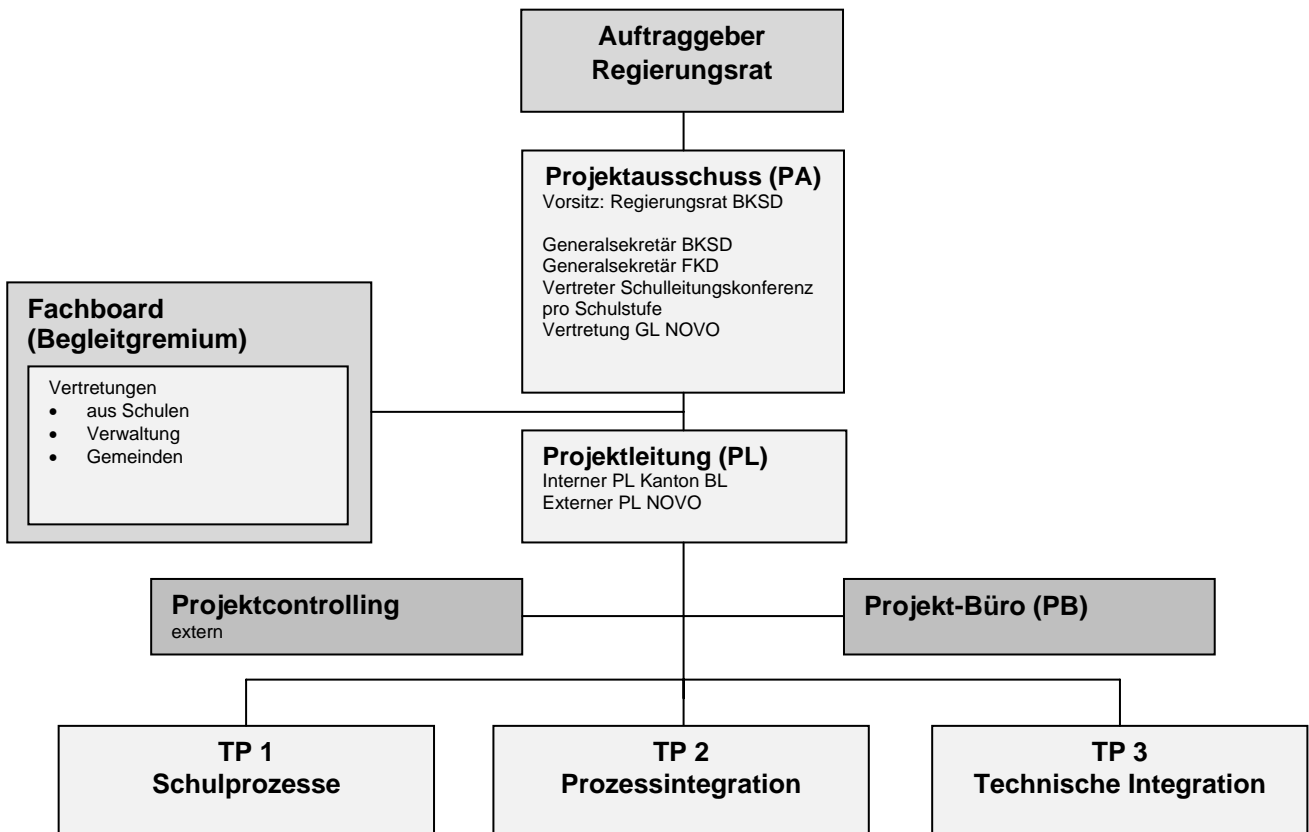 Auftraggeber
Regierungsrat
Projektausschuss (PA)
Vorsitz: Regierungsrat BKSD
Generalsekretär BKSD
Generalsekretär FKD
Vertreter Schulleitungskonferenz
pro Schulstufe
Vertretung GL NOVO
Fachboard
(Begleitgremium)
Vertretungen
• aus Schulen
• Verwaltung
• Gemeinden
Projektleitung (PL)
Interner PL Kanton BL
Externer PL NOVO
Projektcontrolling
extern
Projekt-Büro (PB)
TP 1
Schulprozesse
TP 2
Prozessintegration
TP 3
Technische Integration